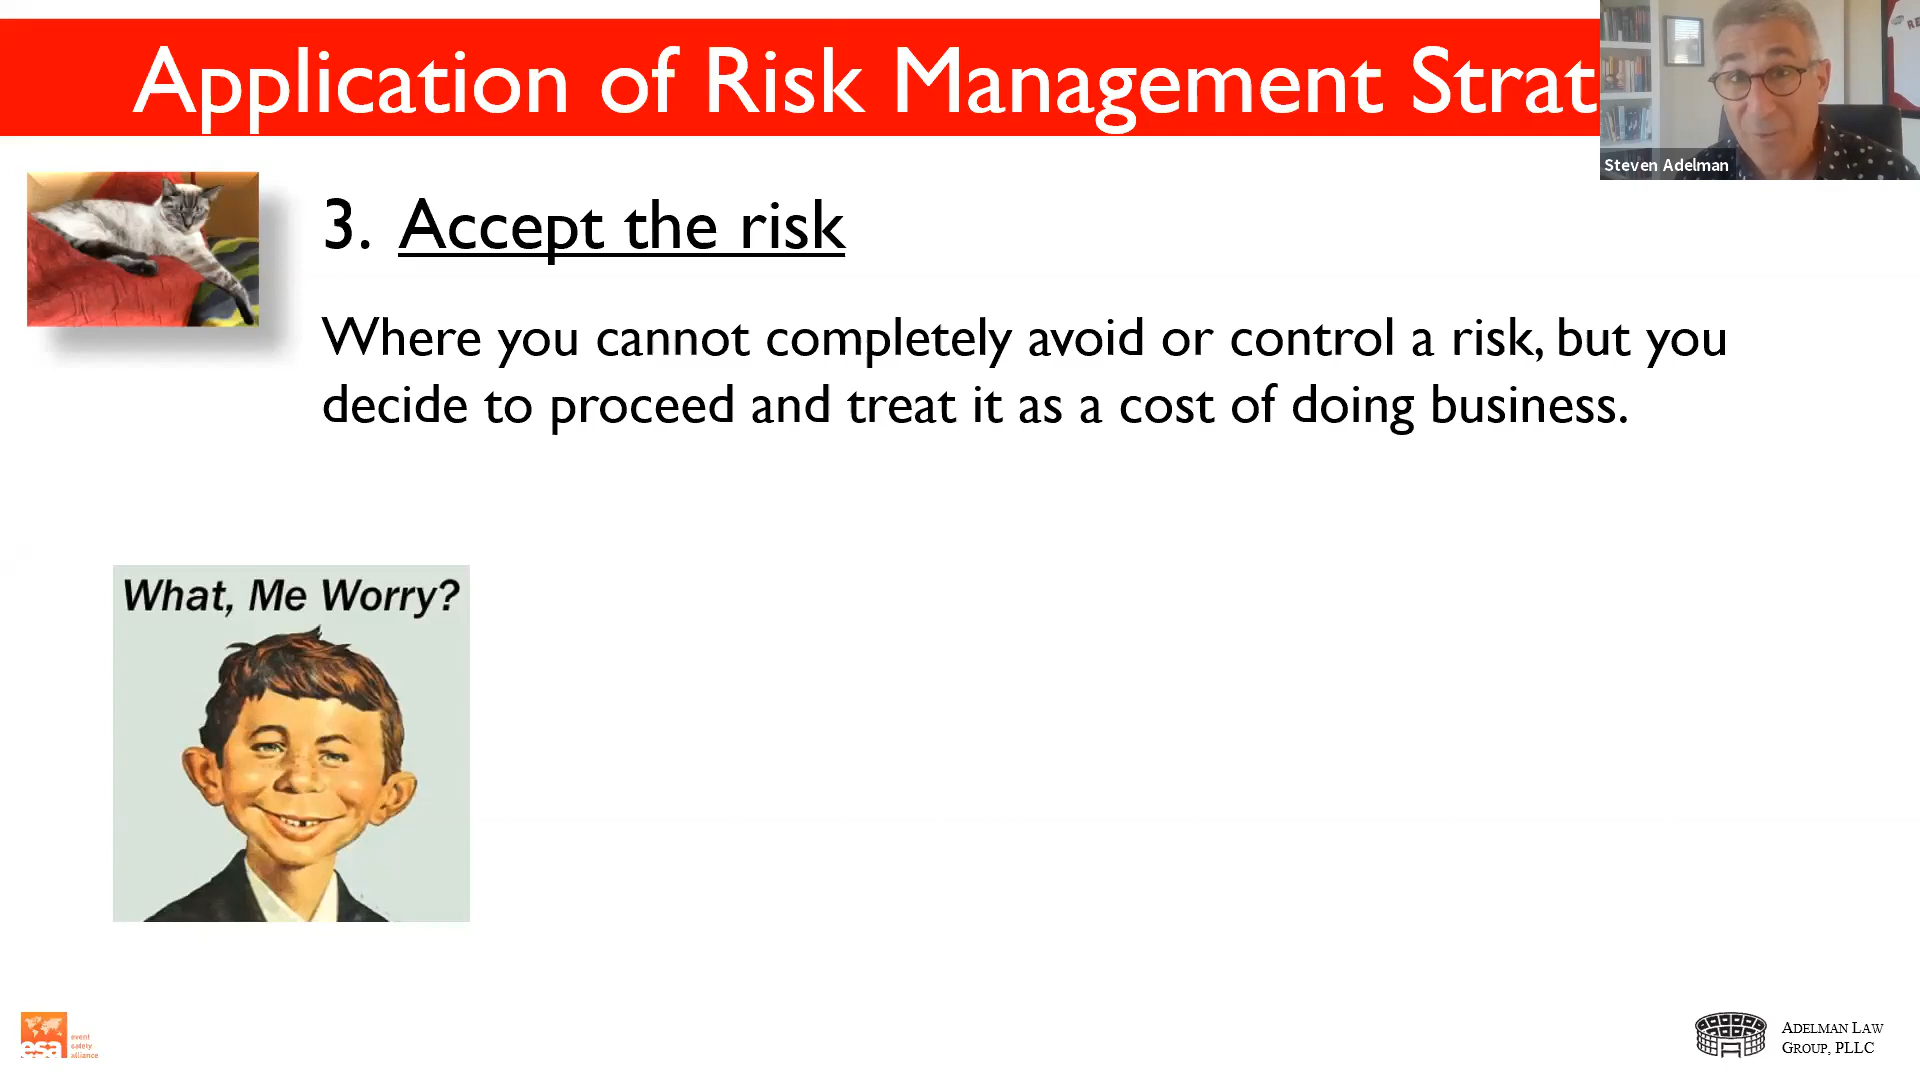 Application of Risk Management Strat
Steven Adelman
3. Accept the risk
Where you cannot completely avoid or control a risk, but you
decide to proceed and treat it as a cost of doing business.
What, Me Worry?
esa
event
safety
alliance
ADELMAN LAW
GROUP, PLLC